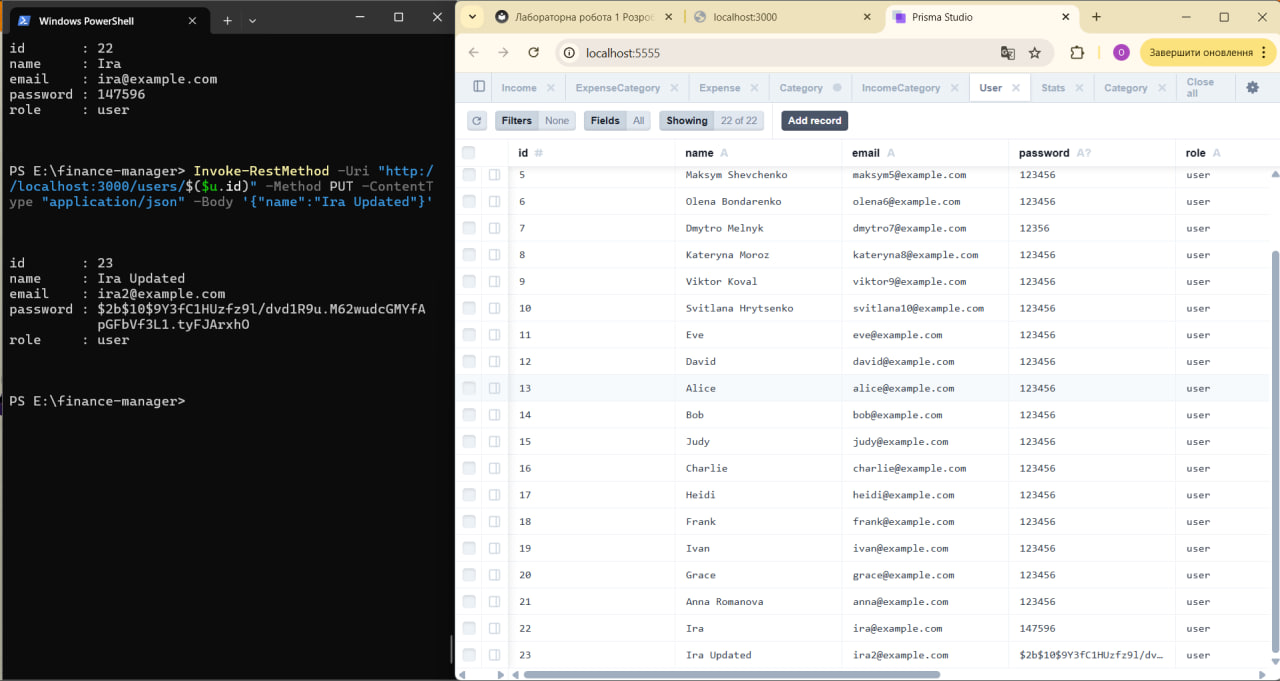 Windows PowerShell
id : 22
name : Ira
email : ira@example.com
password : 147596
role : user
PS E:\finance-manager> Invoke-RestMethod -Uri "http:/
/localhost:3000/users/$($u.id)" -Method PUT -ContentT
ype "application/json" -Body '{"name":"Ira Updated"}'
id : 23
name : Ira Updated
email : ira2@example.com
password : $2b$10$9Y3fC1HUzfz9l/dvd1R9u.M62wudcGMYfA
pGFbVf3L1.tyFJArxhO
role : user
PS E:\finance-manager>
Лабораторна робота 1 Розроб
localhost:3000
Prisma Studio
localhost:5555
O
Завершити оновлення
Income
ExpenseCategory
Expense
Category
IncomeCategory
User
Stats
Category
Close
all
Filters None
Fields All
Showing 22 of 22
Add record
id # name A email A password A? role A
5 Maksym Shevchenko maksym5@example.com 123456 user
6 Olena Bondarenko olena6@example.com 123456 user
7 Dmytro Melnyk dmytro7@example.com 12356 user
8 Kateryna Moroz kateryna8@example.com 123456 user
9 Viktor Koval viktor9@example.com 123456 user
10 Svitlana Hrytsenko svitlana10@example.com 123456 user
11 Eve eve@example.com 123456 user
12 David david@example.com 123456 user
13 Alice alice@example.com 123456 user
14 Bob bob@example.com 123456 user
15 Judy judy@example.com 123456 user
16 Charlie charlie@example.com 123456 user
17 Heidi heidi@example.com 123456 user
18 Frank frank@example.com 123456 user
19 Ivan ivan@example.com 123456 user
20 Grace grace@example.com 123456 user
21 Anna Romanova anna@example.com 123456 user
22 Ira ira@example.com 147596 user
23 Ira Updated ira2@example.com $2b$10$9Y3fC1HUzfz9l/dv… user